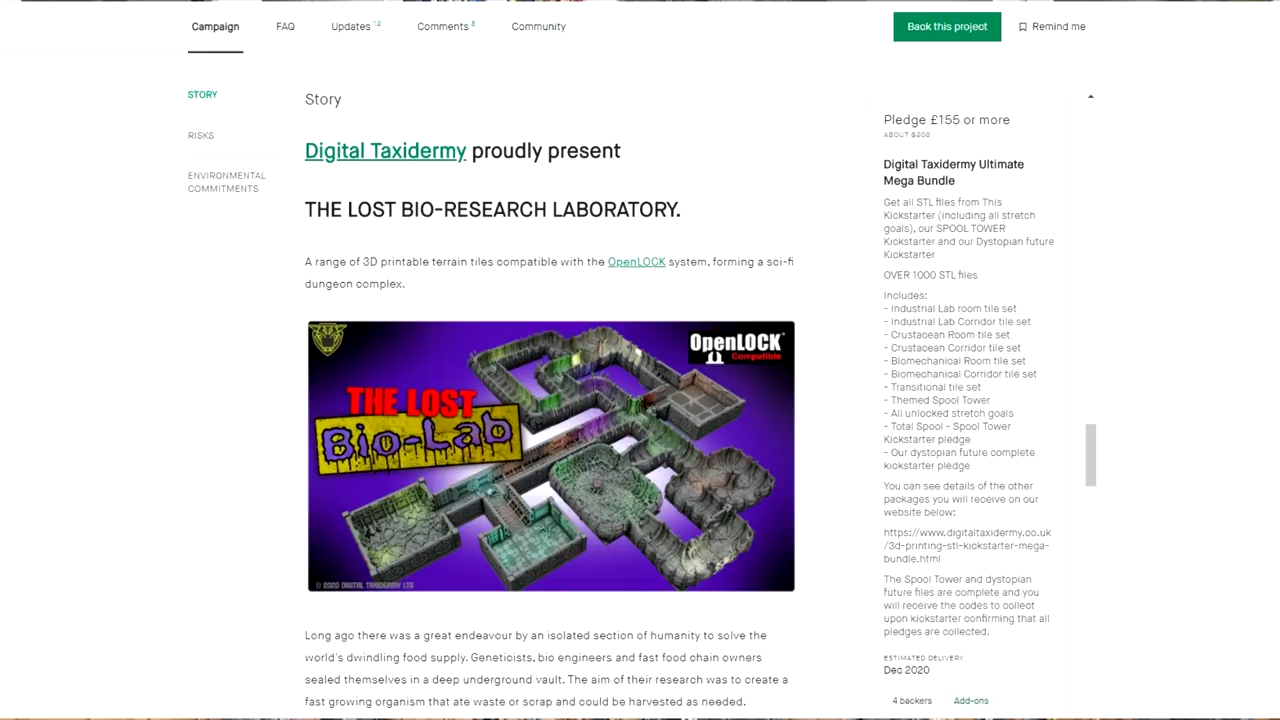 Campaign
FAQ
Updates 12
Comments 8
Community
Back this project
Remind me
STORY
RISKS
ENVIRONMENTAL
COMMITMENTS
Story
Digital Taxidermy proudly present
THE LOST BIO-RESEARCH LABORATORY.
A range of 3D printable terrain tiles compatible with the OpenLOCK system, forming a sci-fi
dungeon complex.
OpenLOCK
Compatible
THE LOST
Bio-Lab
© 2020 DIGITAL TAXIDERMY LTD
Long ago there was a great endeavour by an isolated section of humanity to solve the
world's dwindling food supply. Geneticists, bio engineers and fast food chain owners
sealed themselves in a deep underground vault. The aim of their research was to create a
fast growing organism that ate waste or scrap and could be harvested as needed.
Pledge £155 or more
ABOUT $208
Digital Taxidermy Ultimate
Mega Bundle
Get all STL files from This
Kickstarter (including all stretch
goals), our SPOOL TOWER
Kickstarter and our Dystopian future
Kickstarter
OVER 1000 STL files
Includes:
- Industrial Lab room tile set
- Industrial Lab Corridor tile set
- Crustacean Room tile set
- Crustacean Corridor tile set
- Biomechanical Room tile set
- Biomechanical Corridor tile set
- Transitional tile set
- Themed Spool Tower
- All unlocked stretch goals
- Total Spool - Spool Tower
Kickstarter pledge
- Our dystopian future complete
kickstarter pledge
You can see details of the other
packages you will receive on our
website below:
https://www.digitaltaxidermy.co.uk
/3d-printing-stl-kickstarter-mega-
bundle.html
The Spool Tower and dystopian
future files are complete and you
will receive the codes to collect
upon kickstarter confirming that all
pledges are collected.
ESTIMATED DELIVERY
Dec 2020
4 backers
Add-ons